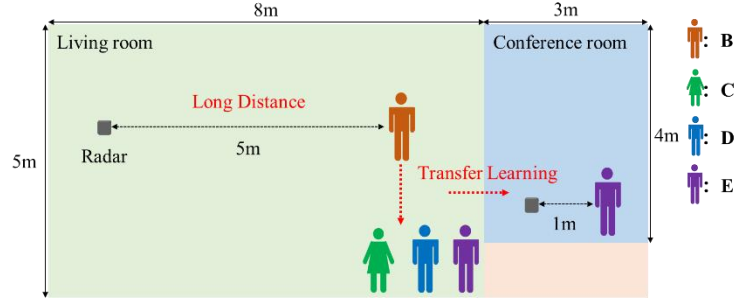 8m
3m
Living room
Conference room
: B
Long Distance
: C
5m
Radar
5m
4m
: D
Transfer Learning
: E
1m